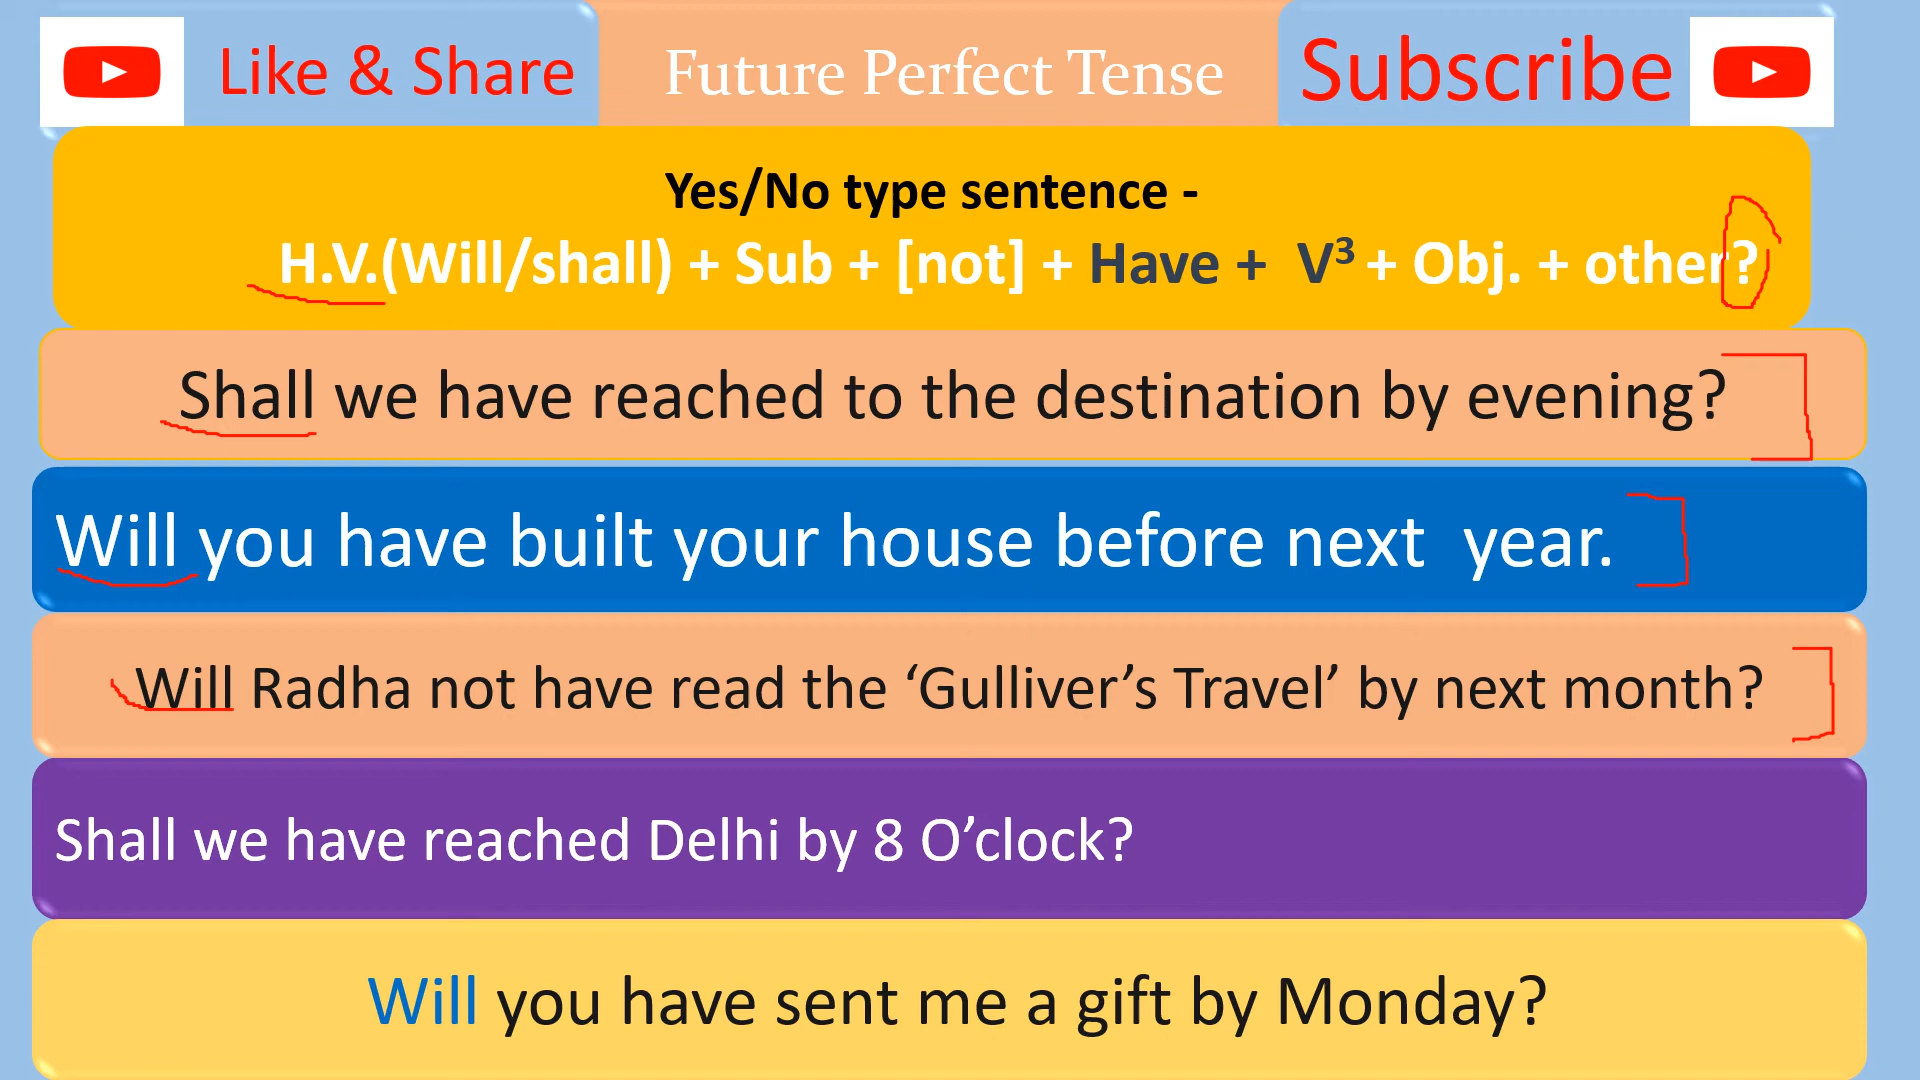 Like & Share
Future Perfect Tense
Subscribe
Yes/No type sentence -
H.V.(Will/shall) + Sub + [not] + Have + V³ + Obj. + other?
Shall we have reached to the destination by evening?
Will you have built your house before next year.
Will Radha not have read the ‘Gulliver’s Travel’ by next month?
Shall we have reached Delhi by 8 O’clock?
Will you have sent me a gift by Monday?